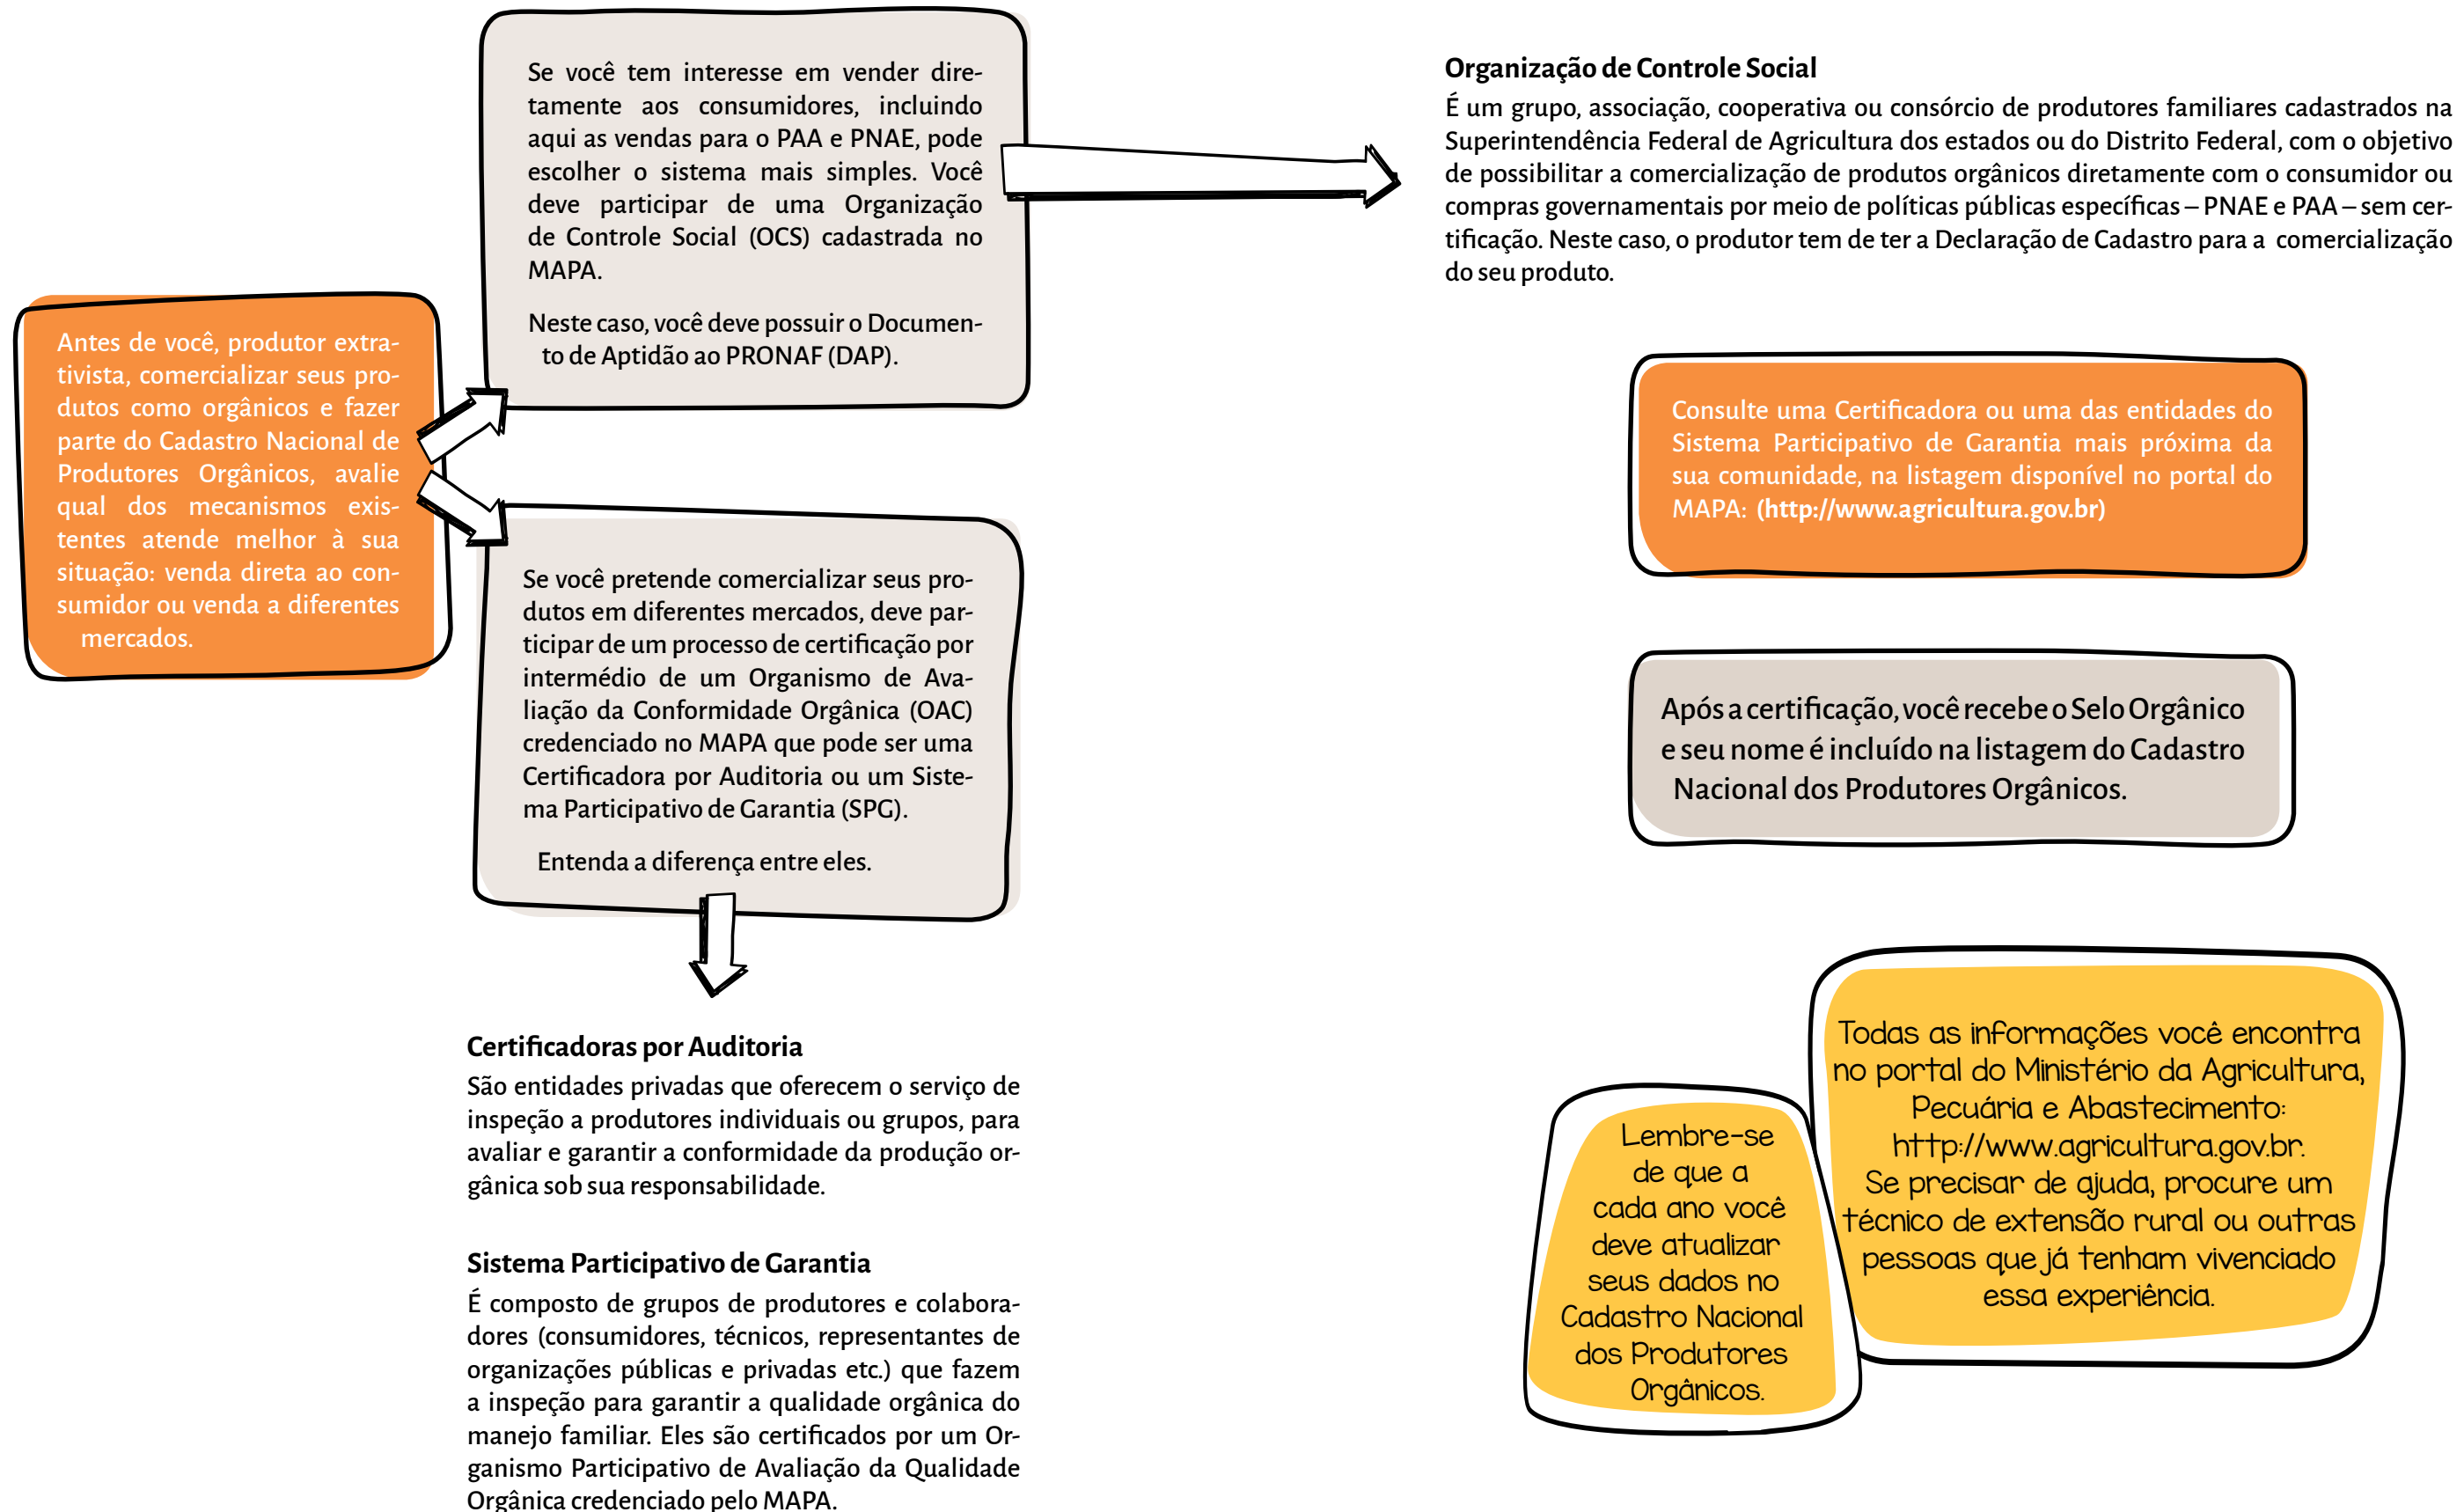 Antes de você, produtor extra-
tivista, comercializar seus pro-
dutos como orgânicos e fazer
parte do Cadastro Nacional de
Produtores Orgânicos, avalie
qual dos mecanismos exis-
tentes atende melhor à sua
situação: venda direta ao con-
sumidor ou venda a diferentes
mercados.
Se você tem interesse em vender dire-
tamente aos consumidores, incluindo
aqui as vendas para o PAA e PNAE, pode
escolher o sistema mais simples. Você
deve participar de uma Organização
de Controle Social (OCS) cadastrada no
MAPA.
Neste caso, você deve possuir o Documen-
to de Aptidão ao PRONAF (DAP).
Organização de Controle Social
É um grupo, associação, cooperativa ou consórcio de produtores familiares cadastrados na
Superintendência Federal de Agricultura dos estados ou do Distrito Federal, com o objetivo
de possibilitar a comercialização de produtos orgânicos diretamente com o consumidor ou
compras governamentais por meio de políticas públicas específicas – PNAE e PAA – sem cer-
tificação. Neste caso, o produtor tem de ter a Declaração de Cadastro para a comercialização
do seu produto.
Se você pretende comercializar seus pro-
dutos em diferentes mercados, deve par-
ticipar de um processo de certificação por
intermédio de um Organismo de Ava-
liação da Conformidade Orgânica (OAC)
credenciado no MAPA que pode ser uma
Certificadora por Auditoria ou um Siste-
ma Participativo de Garantia (SPG).
Entenda a diferença entre eles.
Certificadoras por Auditoria
São entidades privadas que oferecem o serviço de
inspeção a produtores individuais ou grupos, para
avaliar e garantir a conformidade da produção or-
gânica sob sua responsabilidade.
Sistema Participativo de Garantia
É composto de grupos de produtores e colabora-
dores (consumidores, técnicos, representantes de
organizações públicas e privadas etc.) que fazem
a inspeção para garantir a qualidade orgânica do
manejo familiar. Eles são certificados por um Or-
ganismo Participativo de Avaliação da Qualidade
Orgânica credenciado pelo MAPA.
Consulte uma Certificadora ou uma das entidades do
Sistema Participativo de Garantia mais próxima da
sua comunidade, na listagem disponível no portal do
MAPA: (http://www.agricultura.gov.br)
Após a certificação, você recebe o Selo Orgânico
e seu nome é incluído na listagem do Cadastro
Nacional dos Produtores Orgânicos.
Todas as informações você encontra
no portal do Ministério da Agricultura,
Pecuária e Abastecimento:
http://www.agricultura.gov.br.
Se precisar de ajuda, procure um
técnico de extensão rural ou outras
pessoas que já tenham vivenciado
essa experiência.
Lembre-se
de que a
cada ano você
deve atualizar
seus dados no
Cadastro Nacional
dos Produtores
Orgânicos.